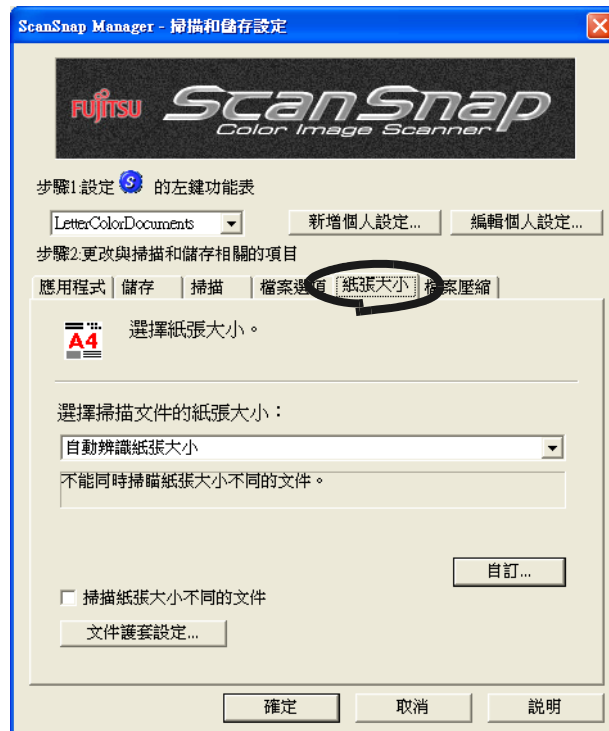 ScanSnap Manager - 掃描和儲存設定
FUJITSU ScanSnap
Color Image Scanner
步驟1:設定 S 的左鍵功能表
LetterColorDocuments 新增個人設定... 編輯個人設定...
步驟2:更改與掃描和儲存相關的項目
應用程式 儲存 掃描 檔案選項 紙張大小 檔案壓縮
A4 選擇紙張大小。
選擇掃描文件的紙張大小：
自動辨識紙張大小
不能同時掃瞄紙張大小不同的文件。
自訂...
掃描紙張大小不同的文件
文件護套設定...
確定 取消 說明